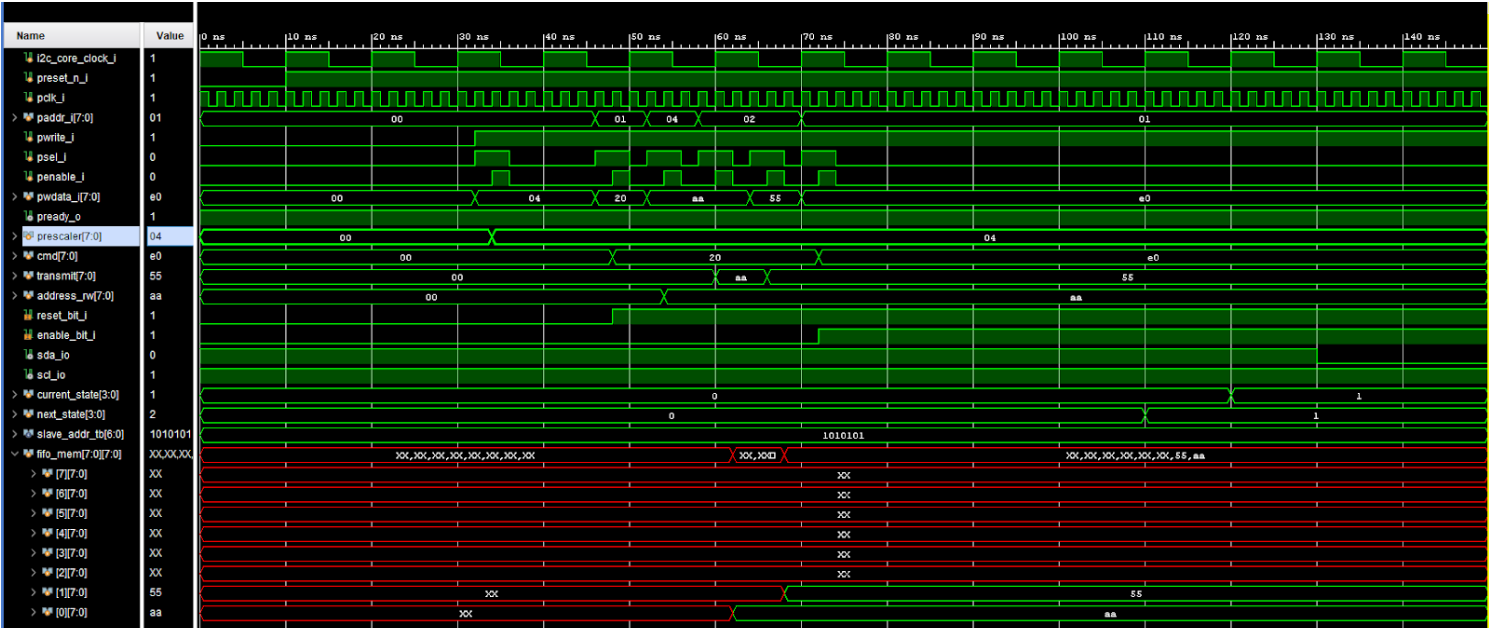 Name Value 0 ns 10 ns 20 ns 30 ns 40 ns 50 ns 60 ns 70 ns 80 ns 90 ns 100 ns 110 ns 120 ns 130 ns 140 ns
i2c_core_clock_i 1
preset_n_i 1
pclk_i 1
paddr_i[7:0] 01 00 01 04 02 01
pwrite_i 1
psel_i 0
penable_i 0
pwdata_i[7:0] e0 00 04 20 aa 55 e0
pready_o 1
prescaler[7:0] 04 00 04
cmd[7:0] e0 00 20 e0
transmit[7:0] 55 00 aa 55
address_rw[7:0] aa 00 aa
reset_bit_i 1
enable_bit_i 1
sda_io 0
scl_io 1
current_state[3:0] 1 0 1
next_state[3:0] 2 0 1
slave_addr_tb[6:0] 1010101 1010101
fifo_mem[7:0][7:0] XX,XX,XX, XX,XX,XX,XX,XX,XX,XX,XX XX,XX XX,XX,XX,XX,XX,XX,55,aa
[7][7:0] XX XX
[6][7:0] XX XX
[5][7:0] XX XX
[4][7:0] XX XX
[3][7:0] XX XX
[2][7:0] XX XX
[1][7:0] 55 XX 55
[0][7:0] aa XX aa